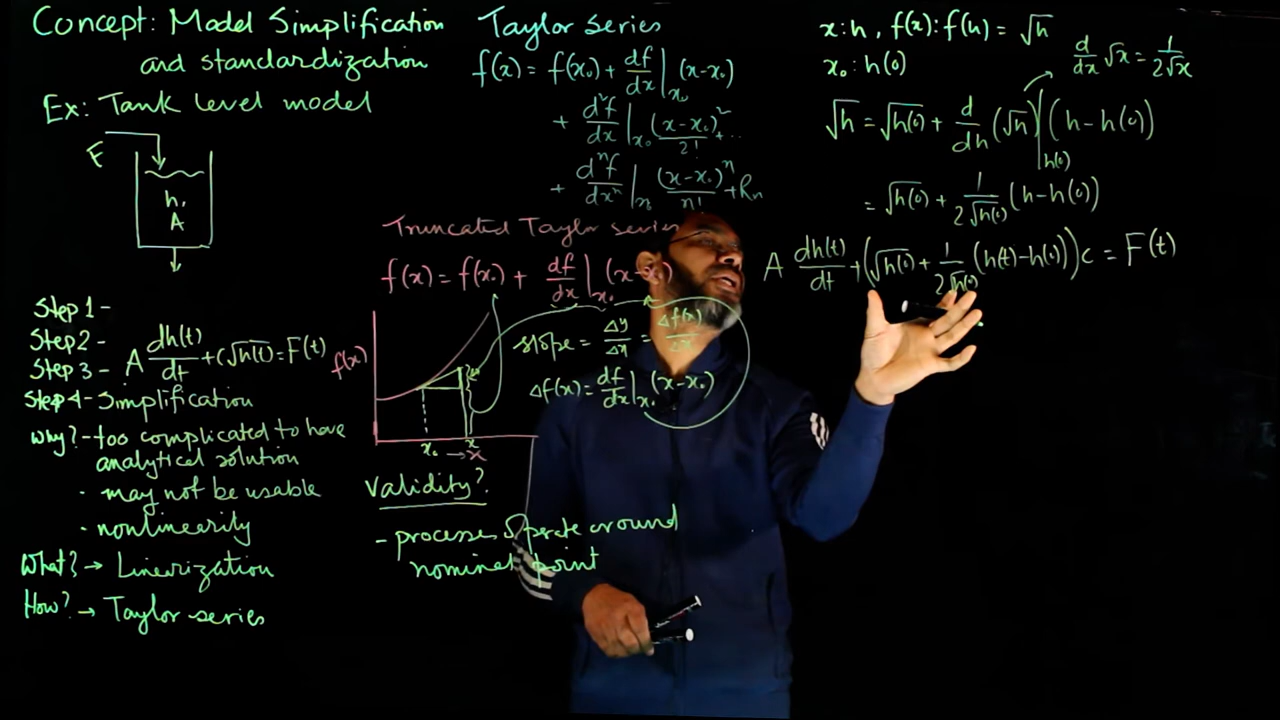 Concept: Model Simplification
and standardization
Ex: Tank level model
F
h,
A
Step 1 -
Step 2 -
Step 3 - A dh(t)/dt + c√h(t) = F(t)
Step 4 - Simplification
Why? - too complicated to have
analytical solution
· may not be usable
· nonlinearity
What? → Linearization
How? → Taylor series
Taylor series
f(x) = f(x₀) + df/dx|x₀ (x-x₀)
+ d²f/dx|x₀ (x-x₀)²/2! + ..
+ dⁿf/dxⁿ|x₀ (x-x₀)ⁿ/n! + Rn
Truncated Taylor series
f(x) = f(x₀) + df/dx|x₀ (x-x₀)
f(x)
x₀ → x
x
slope = Δy/Δx = Δf(x)/Δx
Δf(x) = df/dx|x₀ (x-x₀)
Validity?
- processes operate around
nominal point
x: h, f(x): f(h) = √h
x₀: h(0)
d/dx √x = 1/2√x
√h = √h(0) + d/dh (√h)|h(0) (h - h(0))
= √h(0) + 1/2√h(0) (h - h(0))
A dh(t)/dt + (√h(0) + 1/2√h(0) (h(t) - h(0)))c = F(t)